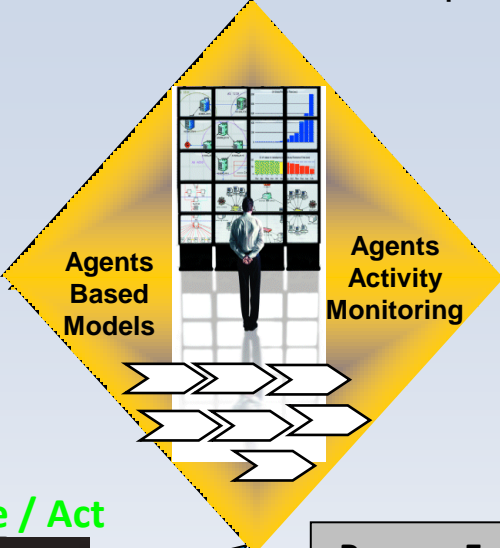 Agents
Based
Models
Agents
Activity
Monitoring
/ Act